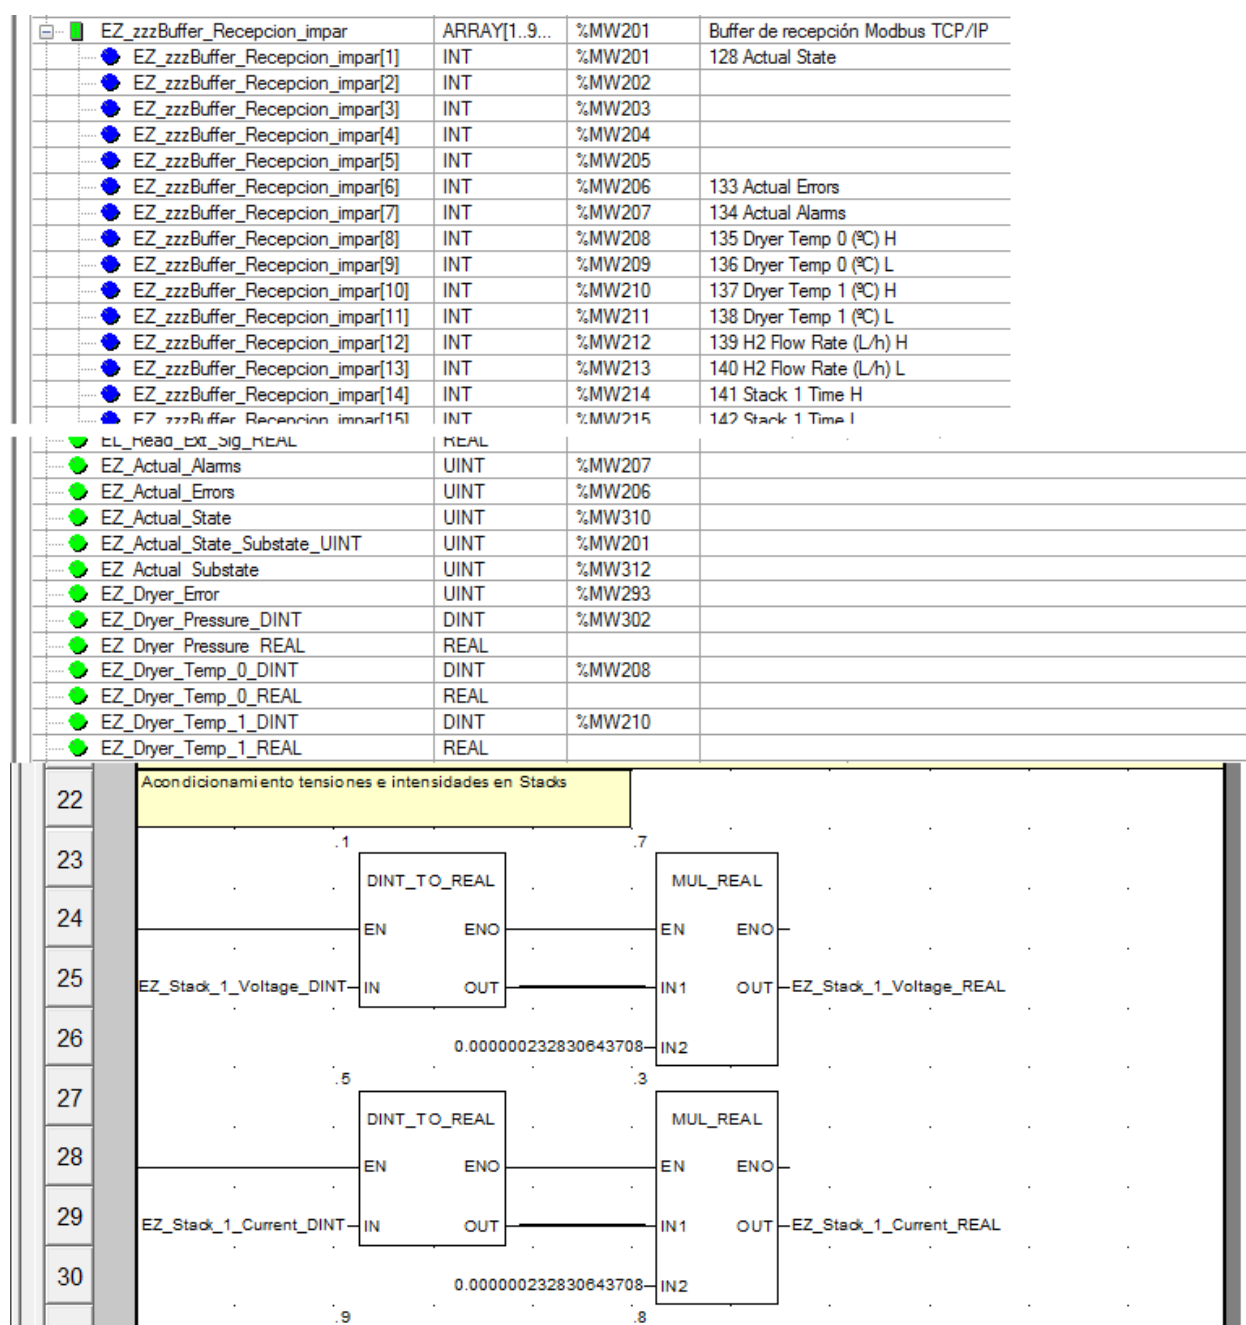 EZ_zzzBuffer_Recepcion_impar ARRAY[1..9... %MW201 Buffer de recepción Modbus TCP/IP
EZ_zzzBuffer_Recepcion_impar[1] INT %MW201 128 Actual State
EZ_zzzBuffer_Recepcion_impar[2] INT %MW202
EZ_zzzBuffer_Recepcion_impar[3] INT %MW203
EZ_zzzBuffer_Recepcion_impar[4] INT %MW204
EZ_zzzBuffer_Recepcion_impar[5] INT %MW205
EZ_zzzBuffer_Recepcion_impar[6] INT %MW206 133 Actual Errors
EZ_zzzBuffer_Recepcion_impar[7] INT %MW207 134 Actual Alarms
EZ_zzzBuffer_Recepcion_impar[8] INT %MW208 135 Dryer Temp 0 (ºC) H
EZ_zzzBuffer_Recepcion_impar[9] INT %MW209 136 Dryer Temp 0 (ºC) L
EZ_zzzBuffer_Recepcion_impar[10] INT %MW210 137 Dryer Temp 1 (ºC) H
EZ_zzzBuffer_Recepcion_impar[11] INT %MW211 138 Dryer Temp 1 (ºC) L
EZ_zzzBuffer_Recepcion_impar[12] INT %MW212 139 H2 Flow Rate (L/h) H
EZ_zzzBuffer_Recepcion_impar[13] INT %MW213 140 H2 Flow Rate (L/h) L
EZ_zzzBuffer_Recepcion_impar[14] INT %MW214 141 Stack 1 Time H
EZ_zzzBuffer_Recepcion_impar[15] INT %MW215 142 Stack 1 Time L
EL_Read_Ext_Sig_REAL REAL
EZ_Actual_Alarms UINT %MW207
EZ_Actual_Errors UINT %MW206
EZ_Actual_State UINT %MW310
EZ_Actual_State_Substate_UINT UINT %MW201
EZ_Actual_Substate UINT %MW312
EZ_Dryer_Error UINT %MW293
EZ_Dryer_Pressure_DINT DINT %MW302
EZ_Dryer_Pressure_REAL REAL
EZ_Dryer_Temp_0_DINT DINT %MW208
EZ_Dryer_Temp_0_REAL REAL
EZ_Dryer_Temp_1_DINT DINT %MW210
EZ_Dryer_Temp_1_REAL REAL
22 Acondicionamiento tensiones e intensidades en Stacks
.1 .7
23 DINT_TO_REAL MUL_REAL
24 EN ENO EN ENO
25 EZ_Stack_1_Voltage_DINT IN OUT IN1 OUT EZ_Stack_1_Voltage_REAL
26 0.000000232830643708 IN2
.5 .3
27 DINT_TO_REAL MUL_REAL
28 EN ENO EN ENO
29 EZ_Stack_1_Current_DINT IN OUT IN1 OUT EZ_Stack_1_Current_REAL
30 0.000000232830643708 IN2
.9 .8